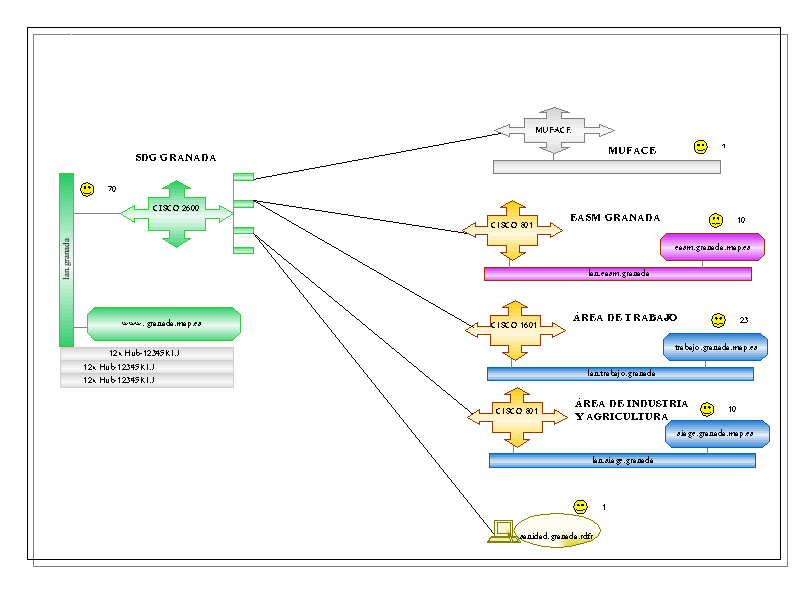 SDG GRANADA
70
CISCO 2600
lan.granada
www. granada.map.es
12x Hub-12345KLJ
12x Hub-12345KLJ
12x Hub-12345KLJ
MUFACE
MUFACE
CISCO 801
EASM GRANADA
10
easm.granada.map.es
lan.easm.granada
CISCO 1601
ÁREA DE TRABAJO
23
trabajo.granada.map.es
lan.trabajo.granada
CISCO 801
ÁREA DE INDUSTRIA
Y AGRICULTURA
10
siage.granada.map.es
lan.siage.granada
1
sanidad.granada.rdfr